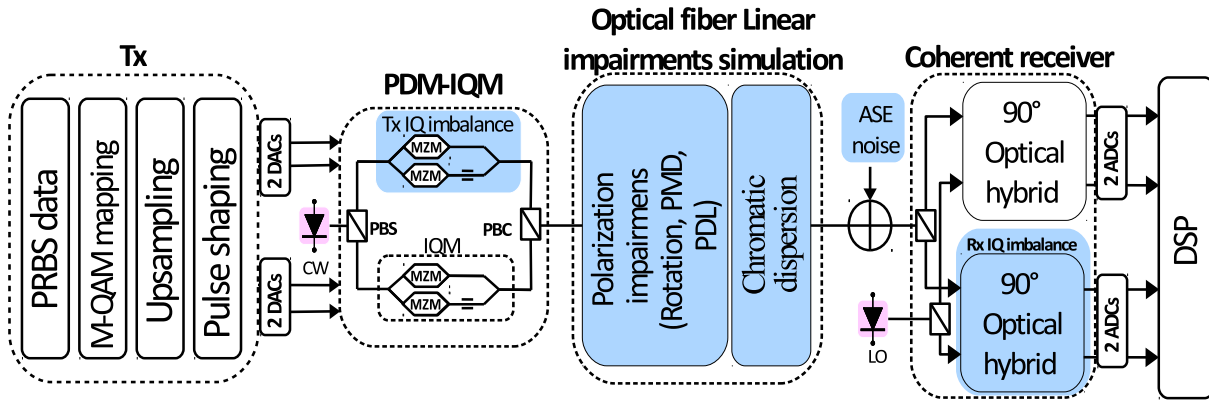 Tx
PRBS data
M-QAM mapping
Upsampling
Pulse shaping
2 DACs
2 DACs
CW
PDM-IQM
Tx IQ imbalance
MZM
MZM
PBS
PBC
IQM
MZM
MZM
Optical fiber Linear
impairments simulation
Polarization
impairmens
(Rotation, PMD,
PDL)
Chromatic
dispersion
ASE
noise
LO
Coherent receiver
90°
Optical
hybrid
Rx IQ imbalance
90°
Optical
hybrid
2 ADCs
2 ADCs
DSP